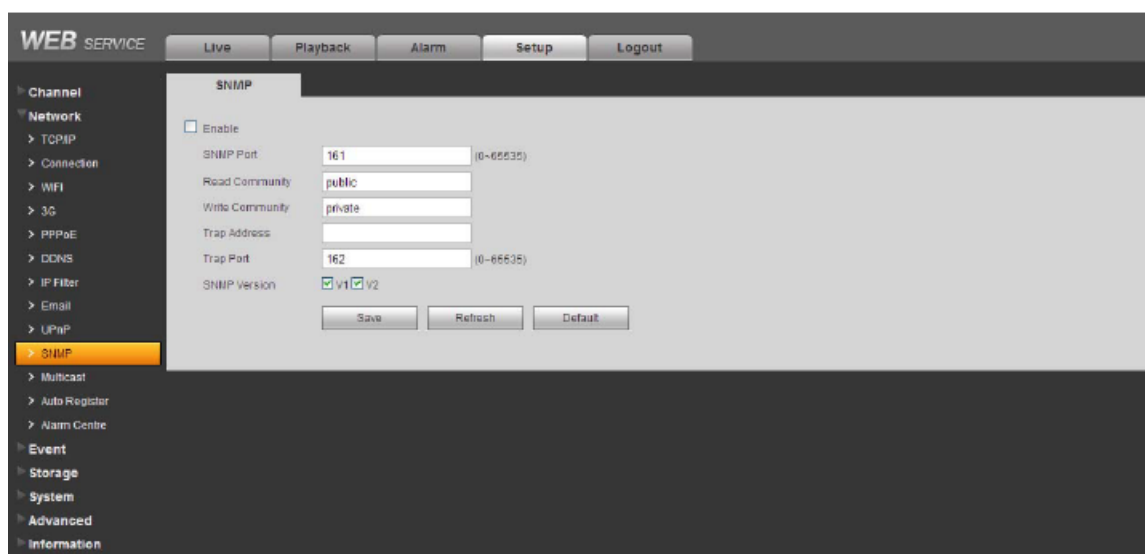 WEB SERVICE
Live Playback Alarm Setup Logout
Channel
Network
> TCP/IP
> Connection
> WIFI
> 3G
> PPPoE
> DDNS
> IP Filter
> Email
> UPnP
> SNMP
> Multicast
> Auto Register
> Alarm Centre
Event
Storage
System
Advanced
Information
SNMP
Enable
SNMP Port 161 (0~65535)
Read Community public
Write Community private
Trap Address
Trap Port 162 (0~65535)
SNMP Version V1 V2
Save Refresh Default